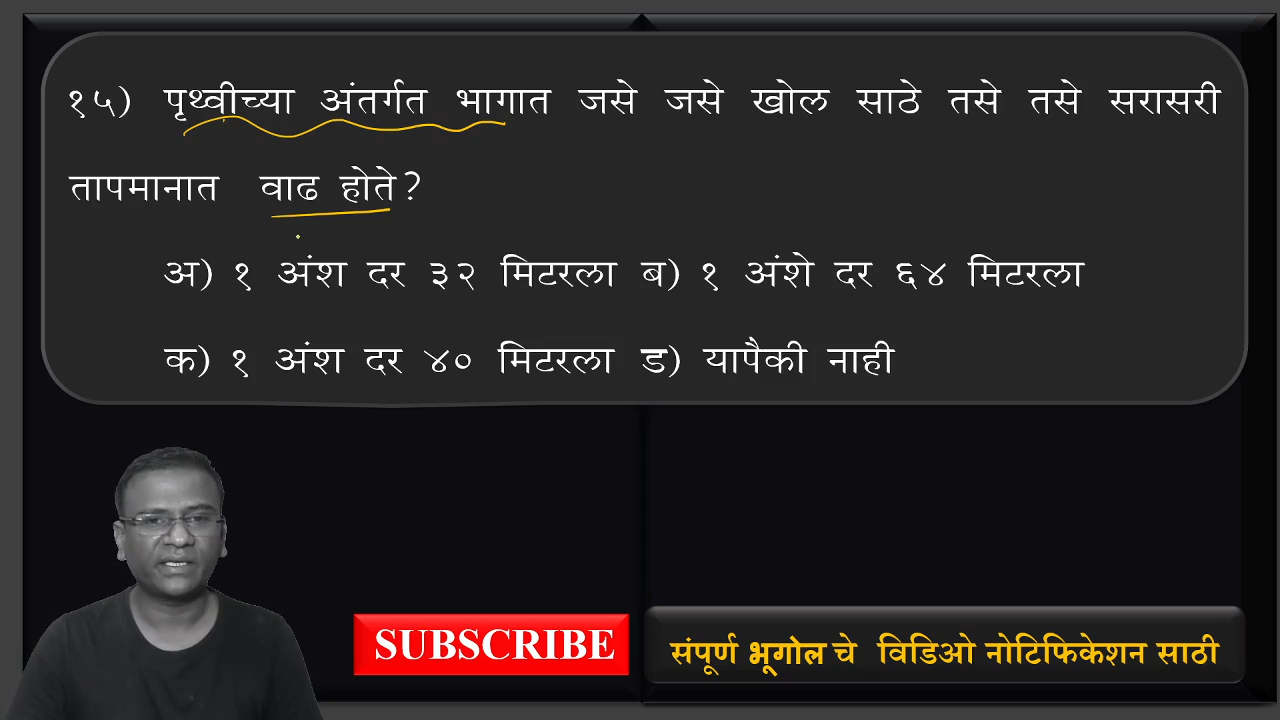 १५) पृथ्वीच्या अंतर्गत भागात जसे जसे खोल साठे तसे तसे सरासरी
तापमानात वाढ होते?
अ) १ अंश दर ३२ मिटरला ब) १ अंशे दर ६४ मिटरला
क) १ अंश दर ४० मिटरला ड) यापैकी नाही
SUBSCRIBE
संपूर्ण भूगोल चे विडिओ नोटिफिकेशन साठी